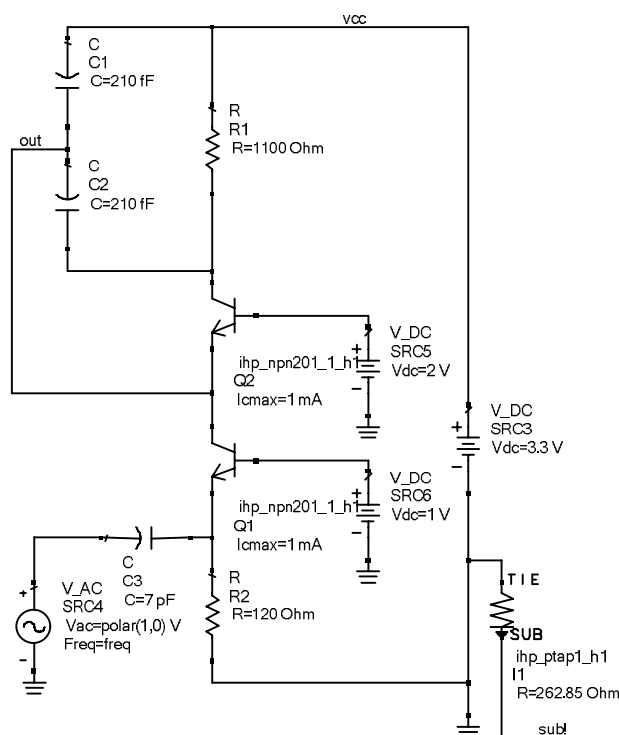 vcc
C
C1
C=210 fF
R
R1
R=1100 Ohm
out
C
C2
C=210 fF
V_DC
SRC5
Vdc=2 V
ihp_npn201_1_h1
Q2
Icmax=1 mA
V_DC
SRC3
Vdc=3.3 V
V_DC
SRC6
Vdc=1 V
ihp_npn201_1_h1
Q1
Icmax=1 mA
C
C3
C=7 pF
V_AC
SRC4
Vac=polar(1,0) V
Freq=freq
R
R2
R=120 Ohm
TIE
SUB
ihp_ptap1_h1
I1
R=262.85 Ohm
sub!